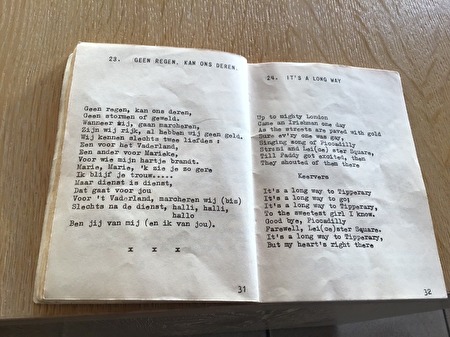 23. GEEN REGEN, KAN ONS DEREN.
Geen regen, kan ons deren,
Geen stormen of geweld.
Wanneer wij, gaan marcheren,
Zijn wij rijk, al hebben wij geen geld.
Wij kennen slechts twee liefdes :
Een voor het Vaderland,
Een ander voor Marieke,
Voor wie mijn hartje brandt.
Marie, Marie, 'k zie je zo gere
Ik blijf je trouw.....
Maar dienst is dienst,
Dat gaat voor jou
Voor 't Vaderland, marcheren wij (bis)
Slechts na de dienst, halli, halli,
hallo
Ben jij van mij (en ik van jou).
x x x
31
24. IT'S A LONG WAY
Up to mighty London
Came an Irishman one day
As the streets are paved with gold
Sure ev'ry one was gay,
Singing song of Picadilly
Strend and Lei(ce) ster Square,
Till Paddy got exoited, then
They shouted of them there
Keervers
It's a long way to Tipperary
It's a long way to go;
It's a long way to Tipperary,
To the sweetest girl I know.
Good bye, Picadilly
Farewell, Lei(ce)ster Square.
It's a long way to Tipperary,
But my heart's right there
32